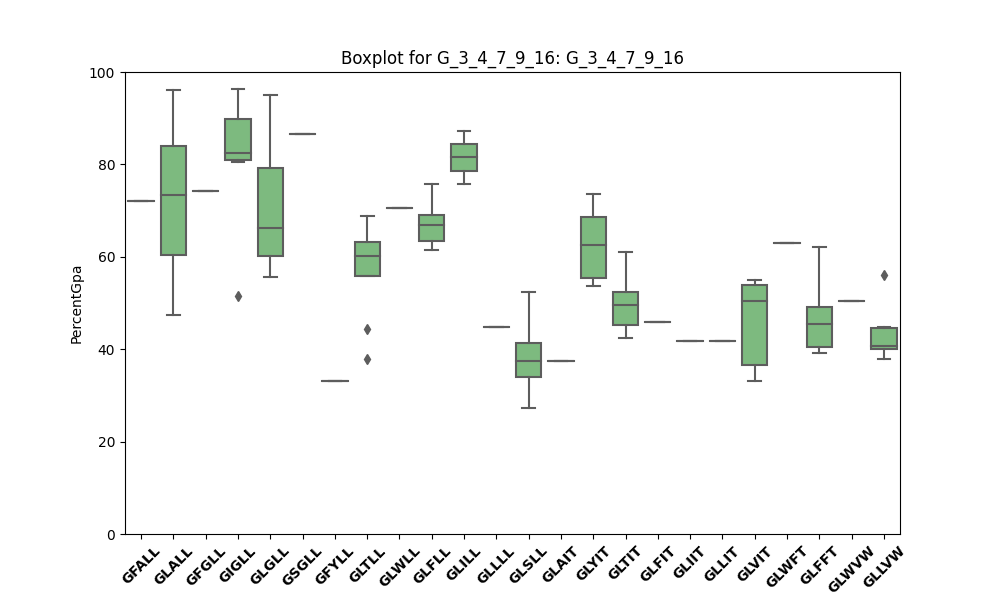 Boxplot for G_3_4_7_9_16: G_3_4_7_9_16
PercentGpa
100
80
60
40
20
0
GFALL GLALL GFGLL GIGLL GLGLL GSGLL GFYLL GLTLL GLWLL GLFLL GLILL GLLLL GLSLL GLAIT GLYIT GLTIT GLFIT GLIIT GLLIT GLVIT GLWFT GLFFT GLWVW GLLVW